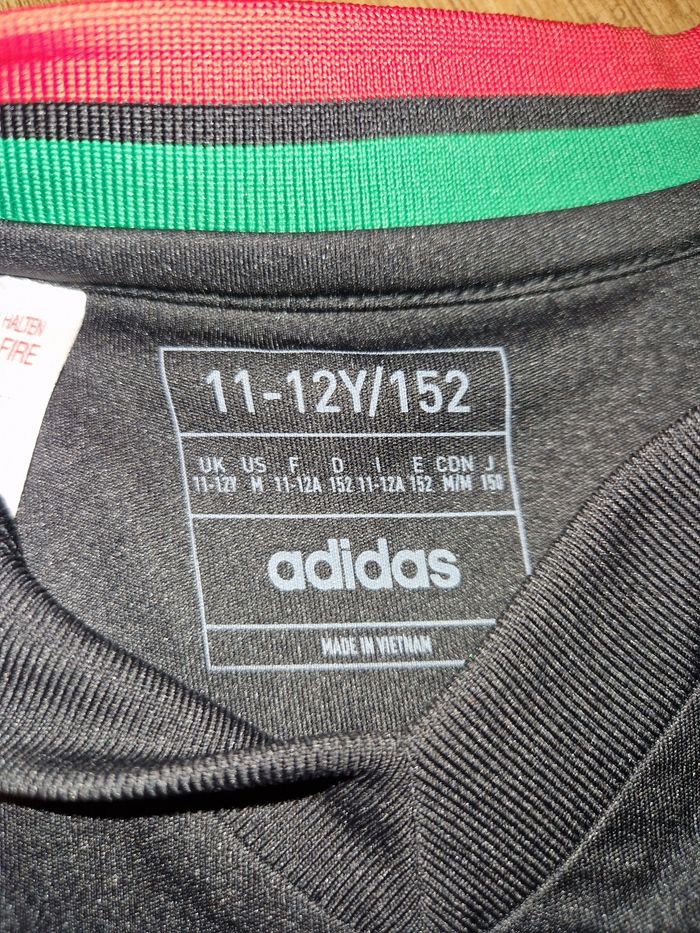 HALTEN
FIRE
11-12Y/152
UK US F D I E CDN J
11-12Y M 11-12A 152 11-12A 152 M/M 150
adidas
MADE IN VIETNAM